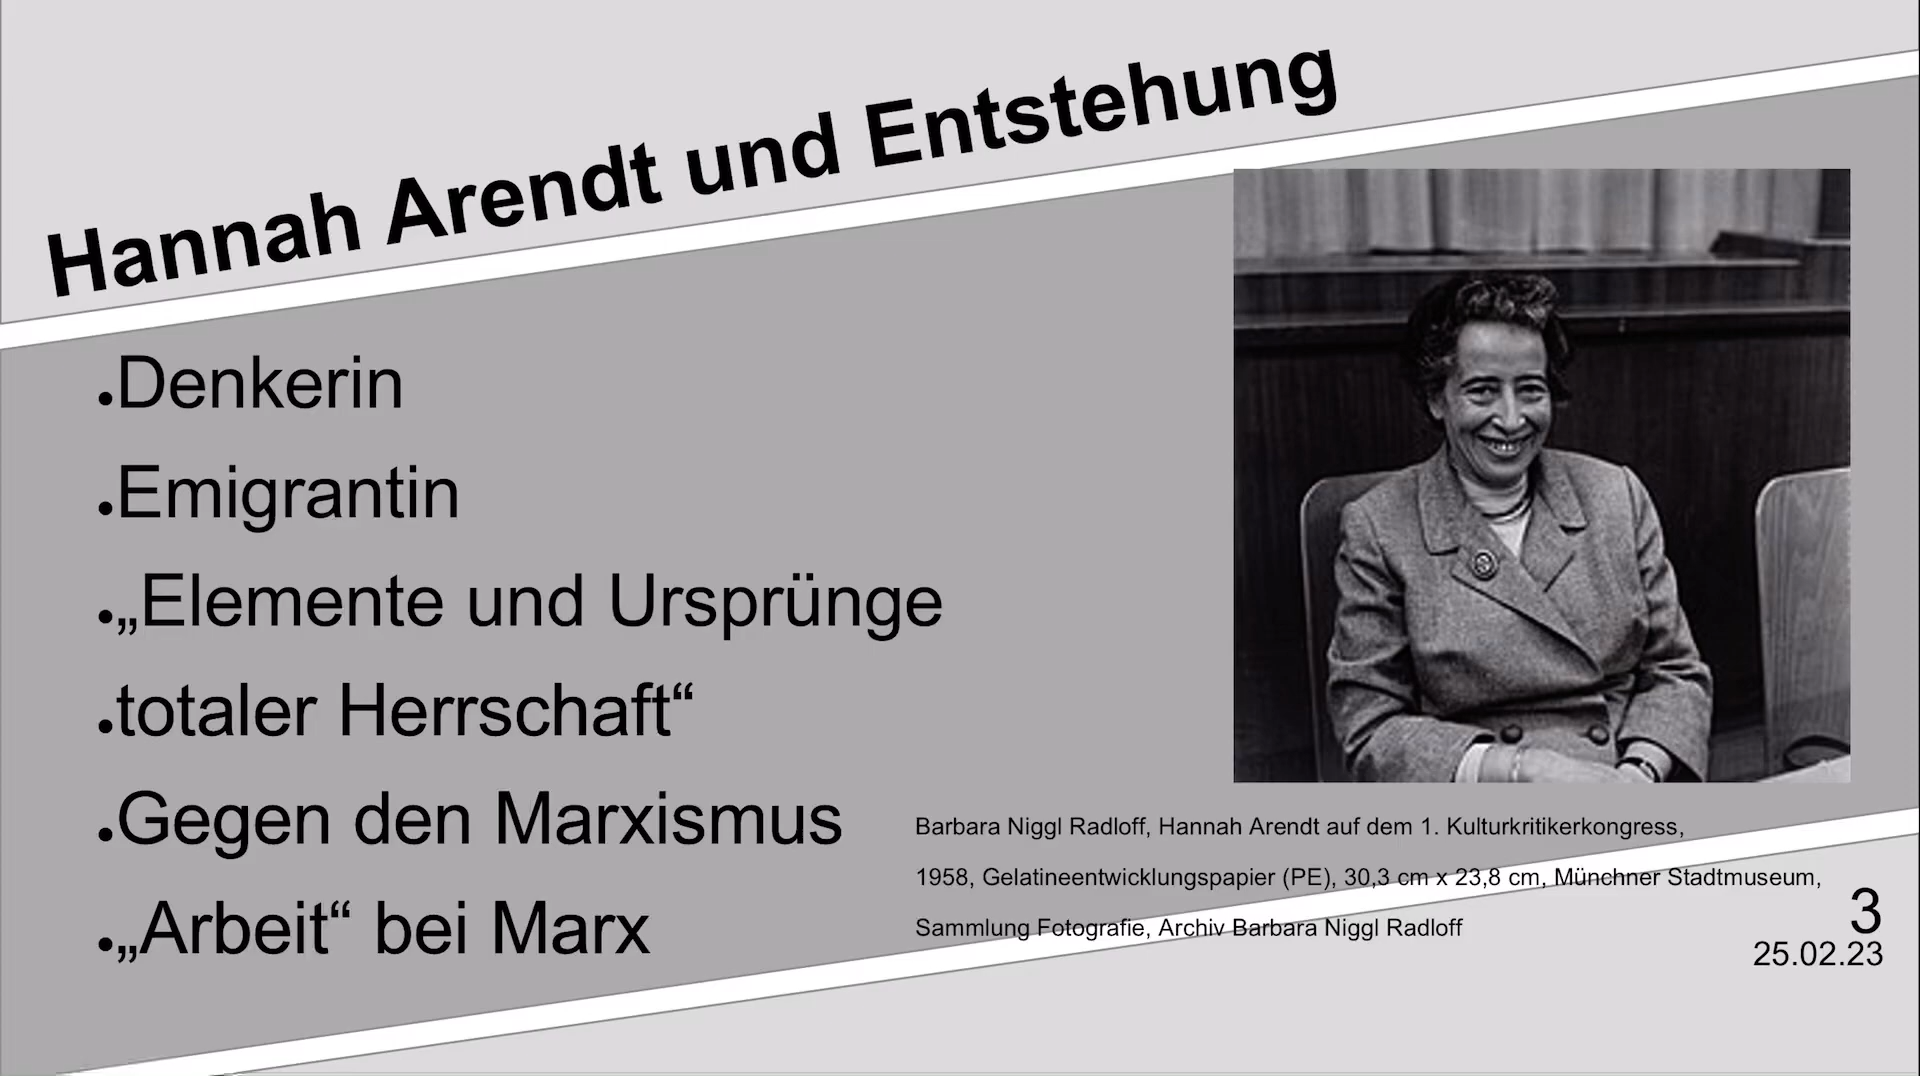 Hannah Arendt und Entstehung
●Denkerin
●Emigrantin
●„Elemente und Ursprünge
●totaler Herrschaft“
●Gegen den Marxismus
●„Arbeit“ bei Marx
Barbara Niggl Radloff, Hannah Arendt auf dem 1. Kulturkritikerkongress,
1958, Gelatineentwicklungspapier (PE), 30,3 cm x 23,8 cm, Münchner Stadtmuseum,
Sammlung Fotografie, Archiv Barbara Niggl Radloff
3
25.02.23